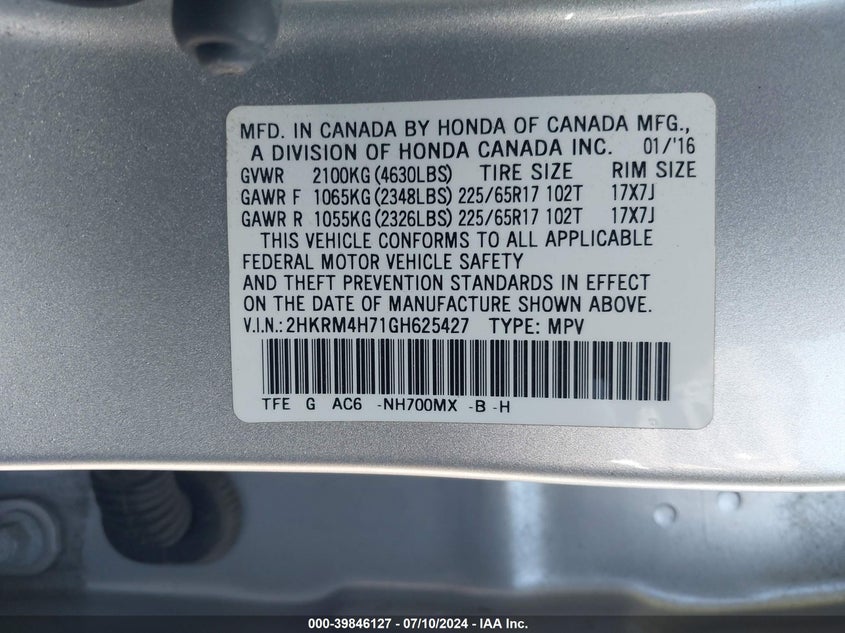 MFD. IN CANADA BY HONDA OF CANADA MFG.,
A DIVISION OF HONDA CANADA INC. 01/'16
GVWR 2100KG (4630LBS) TIRE SIZE RIM SIZE
GAWR F 1065KG (2348LBS) 225/65R17 102T 17X7J
GAWR R 1055KG (2326LBS) 225/65R17 102T 17X7J
THIS VEHICLE CONFORMS TO ALL APPLICABLE
FEDERAL MOTOR VEHICLE SAFETY
AND THEFT PREVENTION STANDARDS IN EFFECT
ON THE DATE OF MANUFACTURE SHOWN ABOVE.
V.I.N.: 2HKRM4H71GH625427 TYPE: MPV
TFE G AC6 -NH700MX -B -H
000-39846127 - 07/10/2024 - IAA Inc.